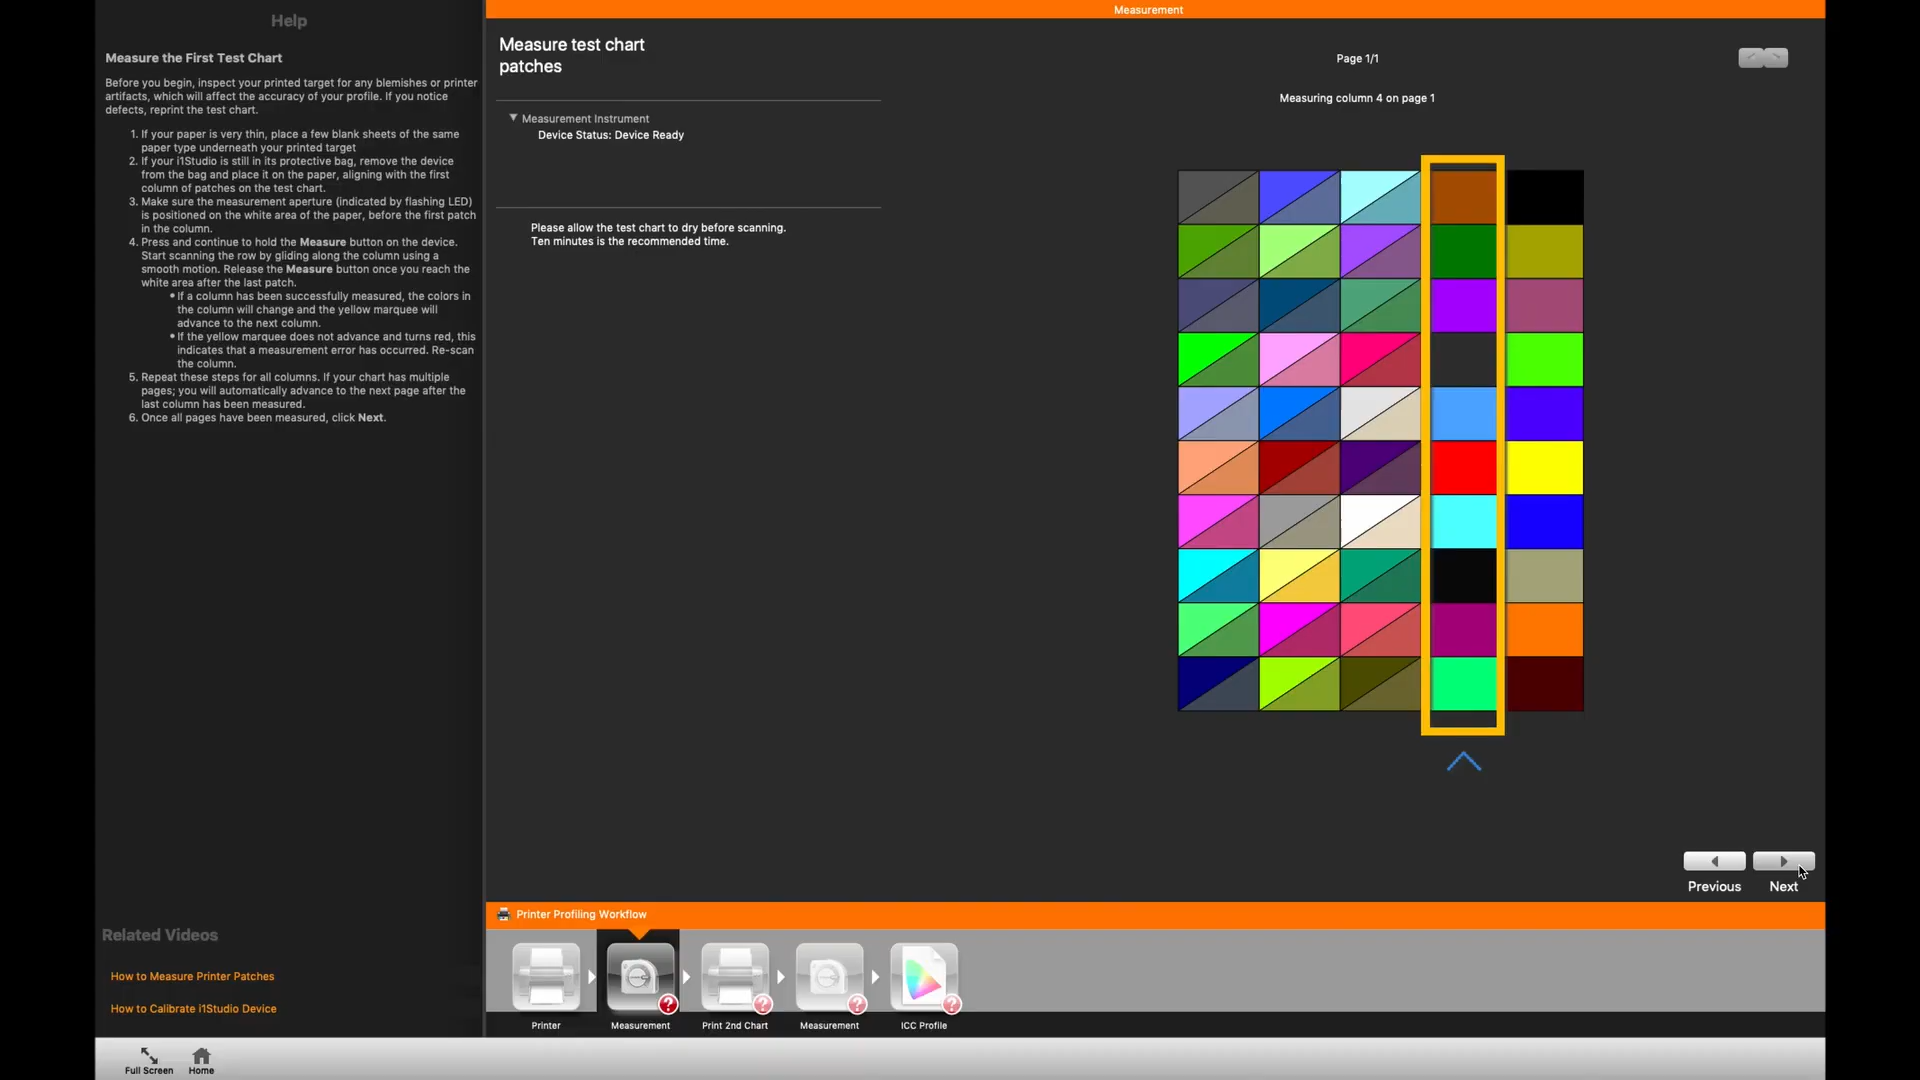 Help
Measure the First Test Chart
Before you begin, inspect your printed target for any blemishes or printer
artifacts, which will affect the accuracy of your profile. If you notice
defects, reprint the test chart.
1. If your paper is very thin, place a few blank sheets of the same
paper type underneath your printed target
2. If your i1Studio is still in its protective bag, remove the device
from the bag and place it on the paper, aligning with the first
column of patches on the test chart.
3. Make sure the measurement aperture (indicated by flashing LED)
is positioned on the white area of the paper, before the first patch
in the column.
4. Press and continue to hold the Measure button on the device.
Start scanning the row by gliding along the column using a
smooth motion. Release the Measure button once you reach the
white area after the last patch.
• If a column has been successfully measured, the colors in
the column will change and the yellow marquee will
advance to the next column.
• If the yellow marquee does not advance and turns red, this
indicates that a measurement error has occurred. Re-scan
the column.
5. Repeat these steps for all columns. If your chart has multiple
pages; you will automatically advance to the next page after the
last column has been measured.
6. Once all pages have been measured, click Next.
Related Videos
How to Measure Printer Patches
How to Calibrate i1Studio Device
Full Screen
Home
Measurement
Measure test chart
patches
Measurement Instrument
Device Status: Device Ready
Please allow the test chart to dry before scanning.
Ten minutes is the recommended time.
Page 1/1
Measuring column 4 on page 1
Previous
Next
Printer Profiling Workflow
Printer
Measurement
Print 2nd Chart
Measurement
ICC Profile